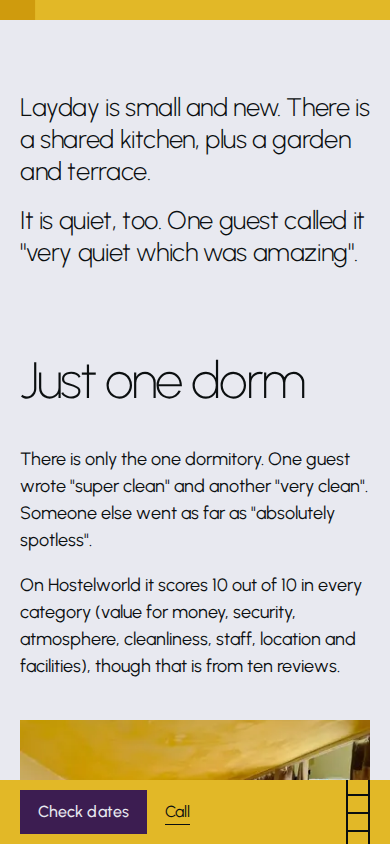 Layday is small and new. There is
a shared kitchen, plus a garden
and terrace.
It is quiet, too. One guest called it
"very quiet which was amazing".
Just one dorm
There is only the one dormitory. One guest
wrote "super clean" and another "very clean".
Someone else went as far as "absolutely
spotless".
On Hostelworld it scores 10 out of 10 in every
category (value for money, security,
atmosphere, cleanliness, staff, location and
facilities), though that is from ten reviews.
Check dates Call